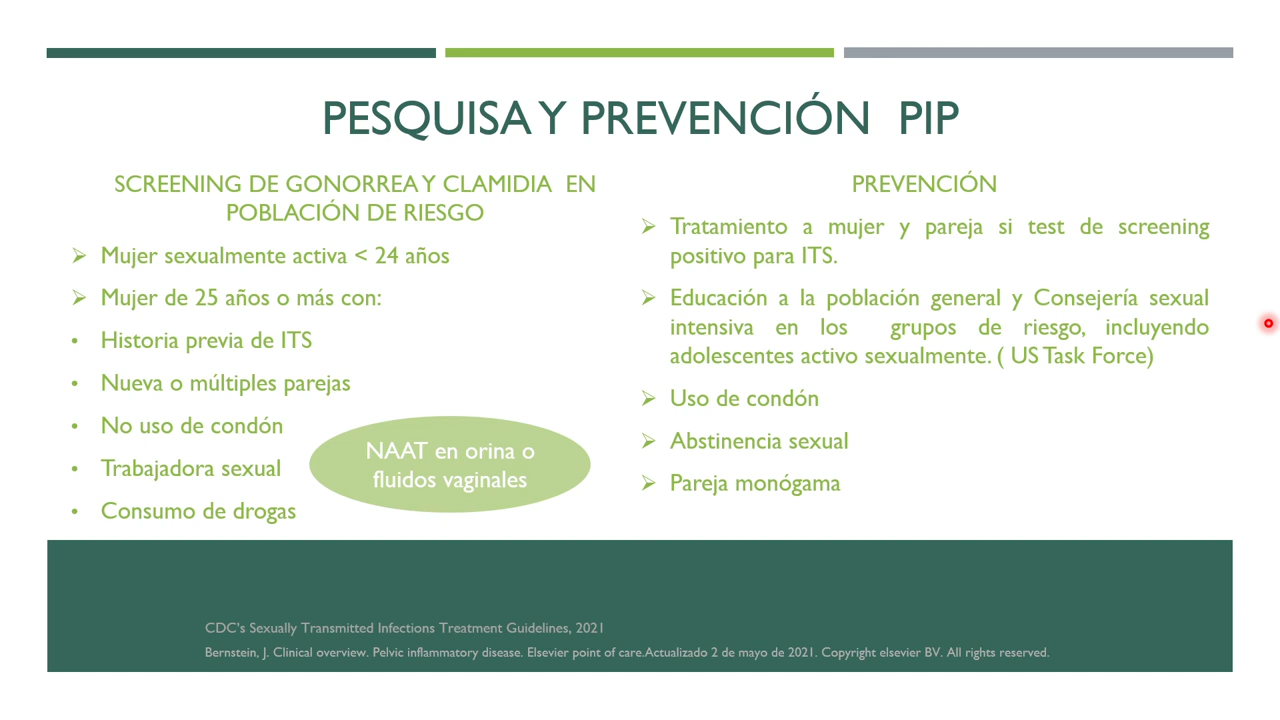 PESQUISA Y PREVENCIÓN PIP
SCREENING DE GONORREA Y CLAMIDIA EN
POBLACIÓN DE RIESGO
➢ Mujer sexualmente activa < 24 años
➢ Mujer de 25 años o más con:
• Historia previa de ITS
• Nueva o múltiples parejas
• No uso de condón
• Trabajadora sexual
• Consumo de drogas
NAAT en orina o
fluidos vaginales
PREVENCIÓN
➢ Tratamiento a mujer y pareja si test de screening
positivo para ITS.
➢ Educación a la población general y Consejería sexual
intensiva en los grupos de riesgo, incluyendo
adolescentes activo sexualmente. ( US Task Force)
➢ Uso de condón
➢ Abstinencia sexual
➢ Pareja monógama
CDC's Sexually Transmitted Infections Treatment Guidelines, 2021
Bernstein, J. Clinical overview. Pelvic inflammatory disease. Elsevier point of care.Actualizado 2 de mayo de 2021. Copyright elsevier BV. All rights reserved.